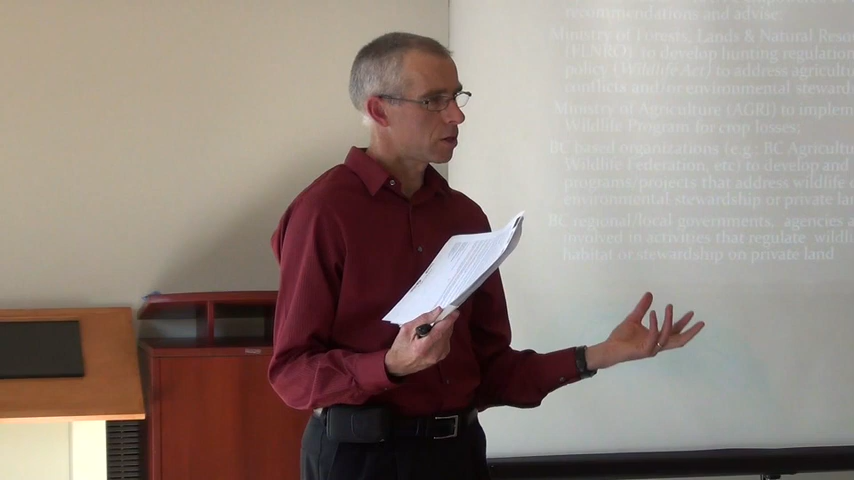 recommendations and advise;
Ministry of Forests, Lands & Natural Resou
(FLNRO) to develop hunting regulation
policy (Wildlife Act) to address agricultu
conflicts and/or environmental steward
Ministry of Agriculture (AGRI) to implem
Wildlife Program for crop losses;
BC based organizations (e.g.: BC Agricultu
Wildlife Federation, etc) to develop and
programs/projects that address wildlife
environmental stewardship or private lan
BC regional/local governments, agencies a
involved in activities that regulate wildli
habitat or stewardship on private land